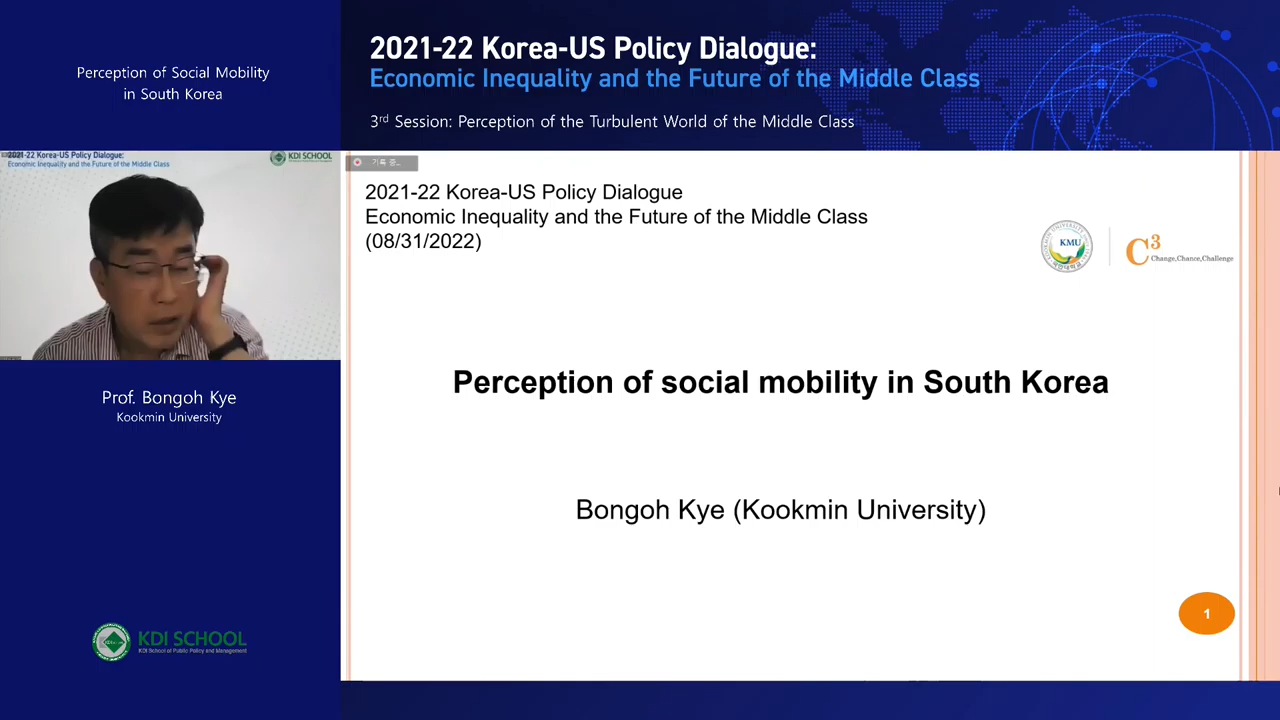 Perception of Social Mobility
in South Korea
2021-22 Korea-US Policy Dialogue:
Economic Inequality and the Future of the Middle Class
3rd Session: Perception of the Turbulent World of the Middle Class
2021-22 Korea-US Policy Dialogue:
Economic Inequality and the Future of the Middle Class
KDI SCHOOL
기록 중...
2021-22 Korea-US Policy Dialogue
Economic Inequality and the Future of the Middle Class
(08/31/2022)
KMU
C3
Change,Chance,Challenge
Perception of social mobility in South Korea
Bongoh Kye (Kookmin University)
1
Prof. Bongoh Kye
Kookmin University
KDI SCHOOL
KDI School of Public Policy and Management